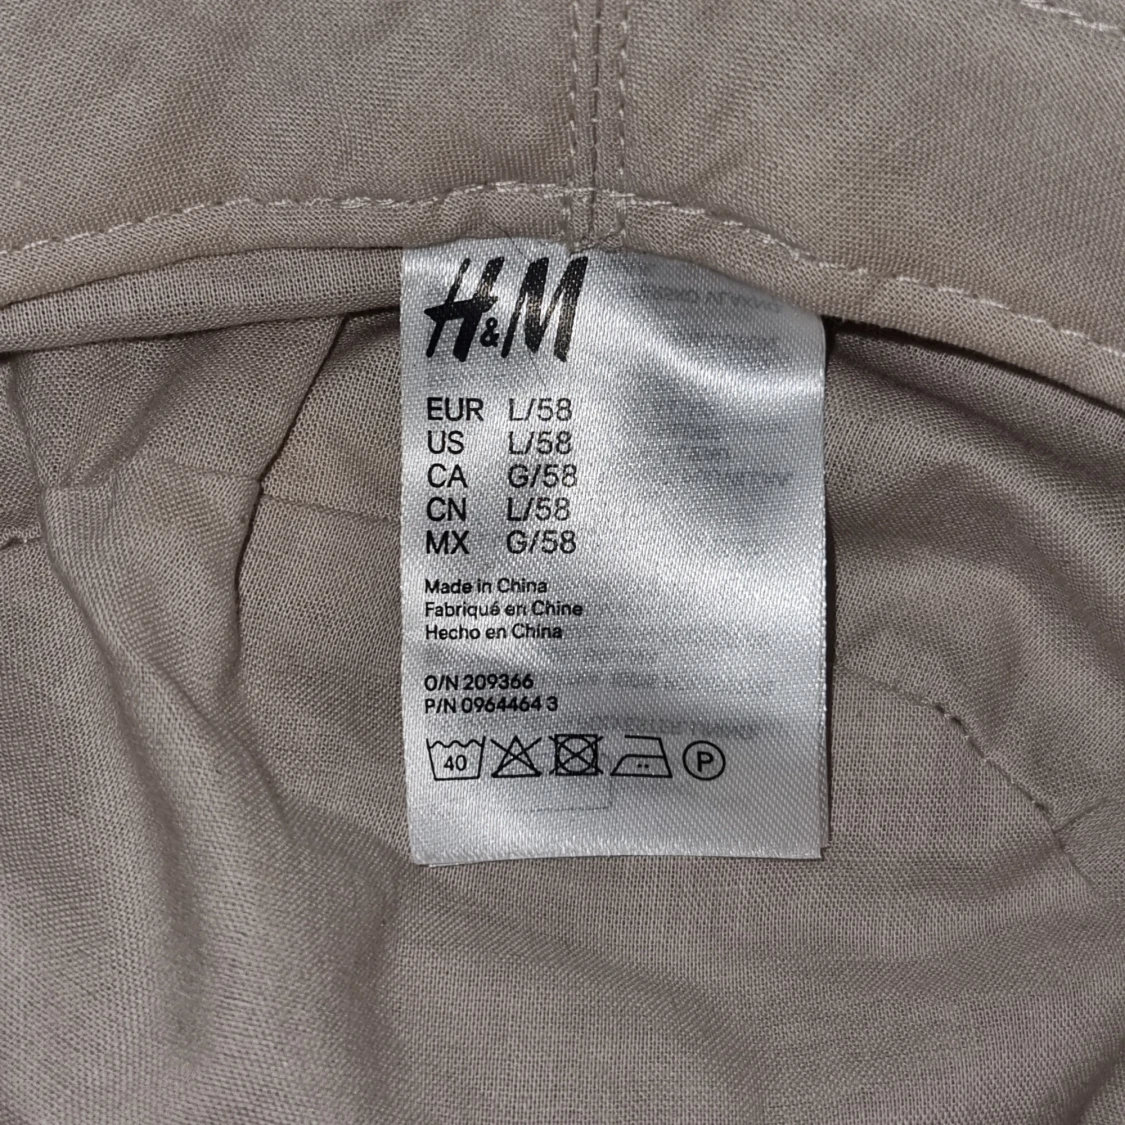 H&M
EUR L/58
US L/58
CA G/58
CN L/58
MX G/58
Made in China
Fabriqué en Chine
Hecho en China
O/N 209366
P/N 0964464 3
40 P